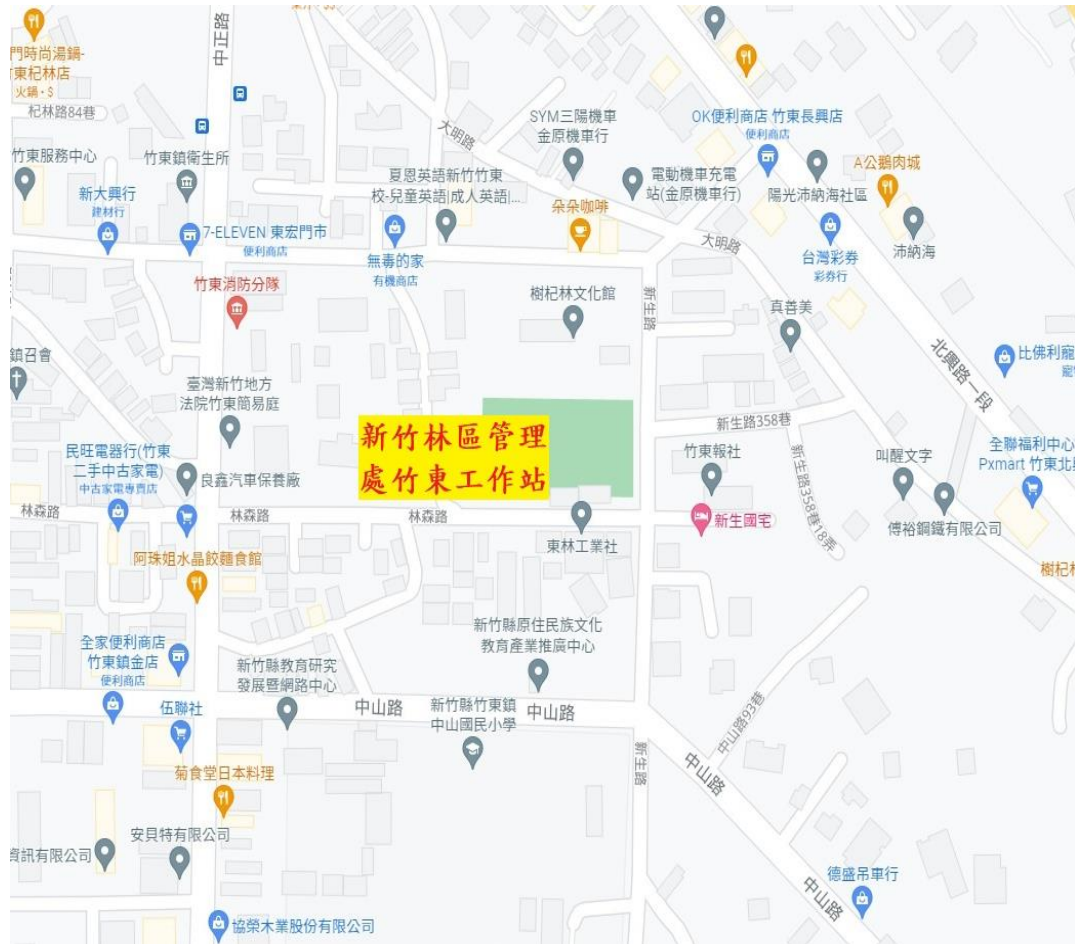 中正路
門時尚湯鍋-
竹東杞林店
火鍋・$
杞林路84巷
竹東服務中心
竹東鎮衛生所
新大興行
建材行
7-ELEVEN 東宏門市
便利商店
竹東消防分隊
大明路
SYM三陽機車
金原機車行
夏恩英語新竹竹東
校-兒童英語|成人英語|...
無毒的家
有機商店
朵朵咖啡
電動機車充電
站(金原機車行)
OK便利商店 竹東長興店
便利商店
陽光沛納海社區
A公鵝肉城
沛納海
台灣彩券
彩券行
大明路
樹杞林文化館
新生路
真善美
北興路一段
比佛利寵
鎮召會
臺灣新竹地方
法院竹東簡易庭
新竹林區管理
處竹東工作站
新生路358巷
新生路358巷18弄
民旺電器行(竹東
二手中古家電)
中古家電專賣店
良鑫汽車保養廠
竹東報社
叫醒文字
全聯福利中心
Pxmart 竹東北
林森路
林森路
林森路
東林工業社
新生國宅
傳裕鋼鐵有限公司
樹杞
阿珠姐水晶餃麵食館
全家便利商店
竹東鎮金店
便利商店
新竹縣教育研究
發展暨網路中心
新竹縣原住民族文化
教育產業推廣中心
伍聯社
中山路
新竹縣竹東鎮
中山國民小學
中山路
中山路93巷
新生路
中山路
菊食堂日本料理
安貝特有限公司
資訊有限公司
德盛吊車行
中山路
協榮木業股份有限公司